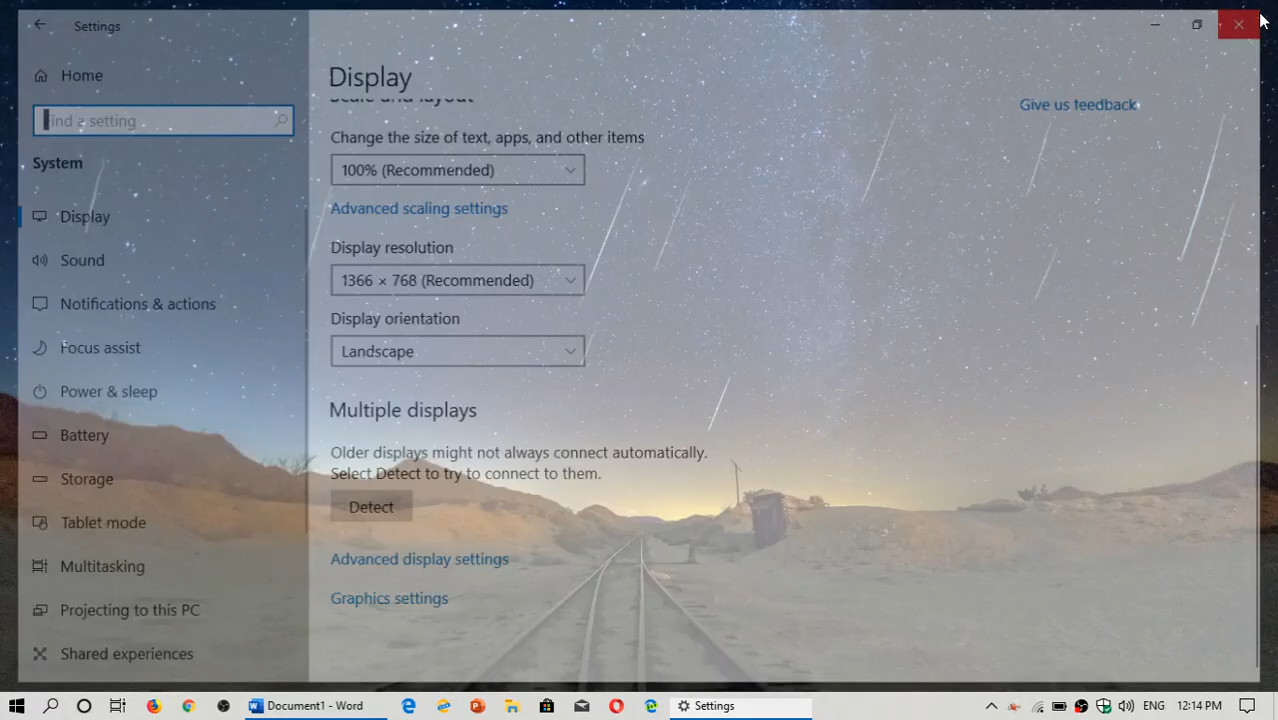 Settings
Home
Find a setting
System
Display
Sound
Notifications & actions
Focus assist
Power & sleep
Battery
Storage
Tablet mode
Multitasking
Projecting to this PC
Shared experiences
Display
Scale and layout
Give us feedback
Change the size of text, apps, and other items
100% (Recommended)
Advanced scaling settings
Display resolution
1366 × 768 (Recommended)
Display orientation
Landscape
Multiple displays
Older displays might not always connect automatically.
Select Detect to try to connect to them.
Detect
Advanced display settings
Graphics settings
Document1 - Word
Settings
ENG
12:14 PM